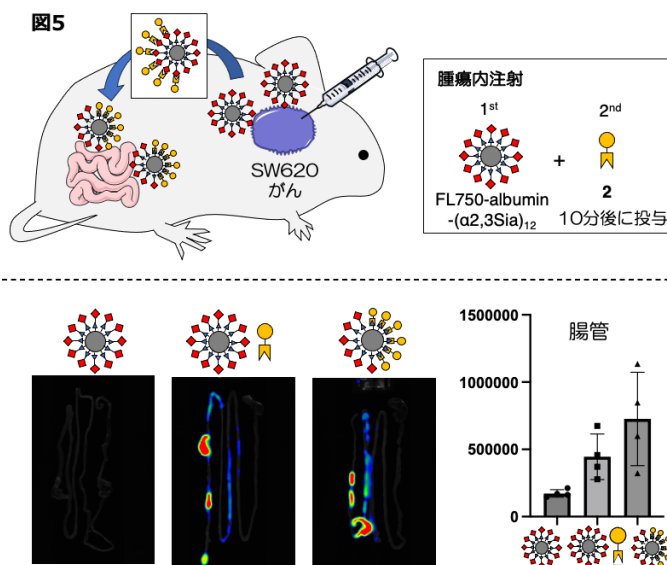 図5
SW620
がん
腫瘍内注射
1st
2nd
+
FL750-albumin
-(α2,3Sia)12
2
10分後に投与
腸管
1500000
1000000
500000
0